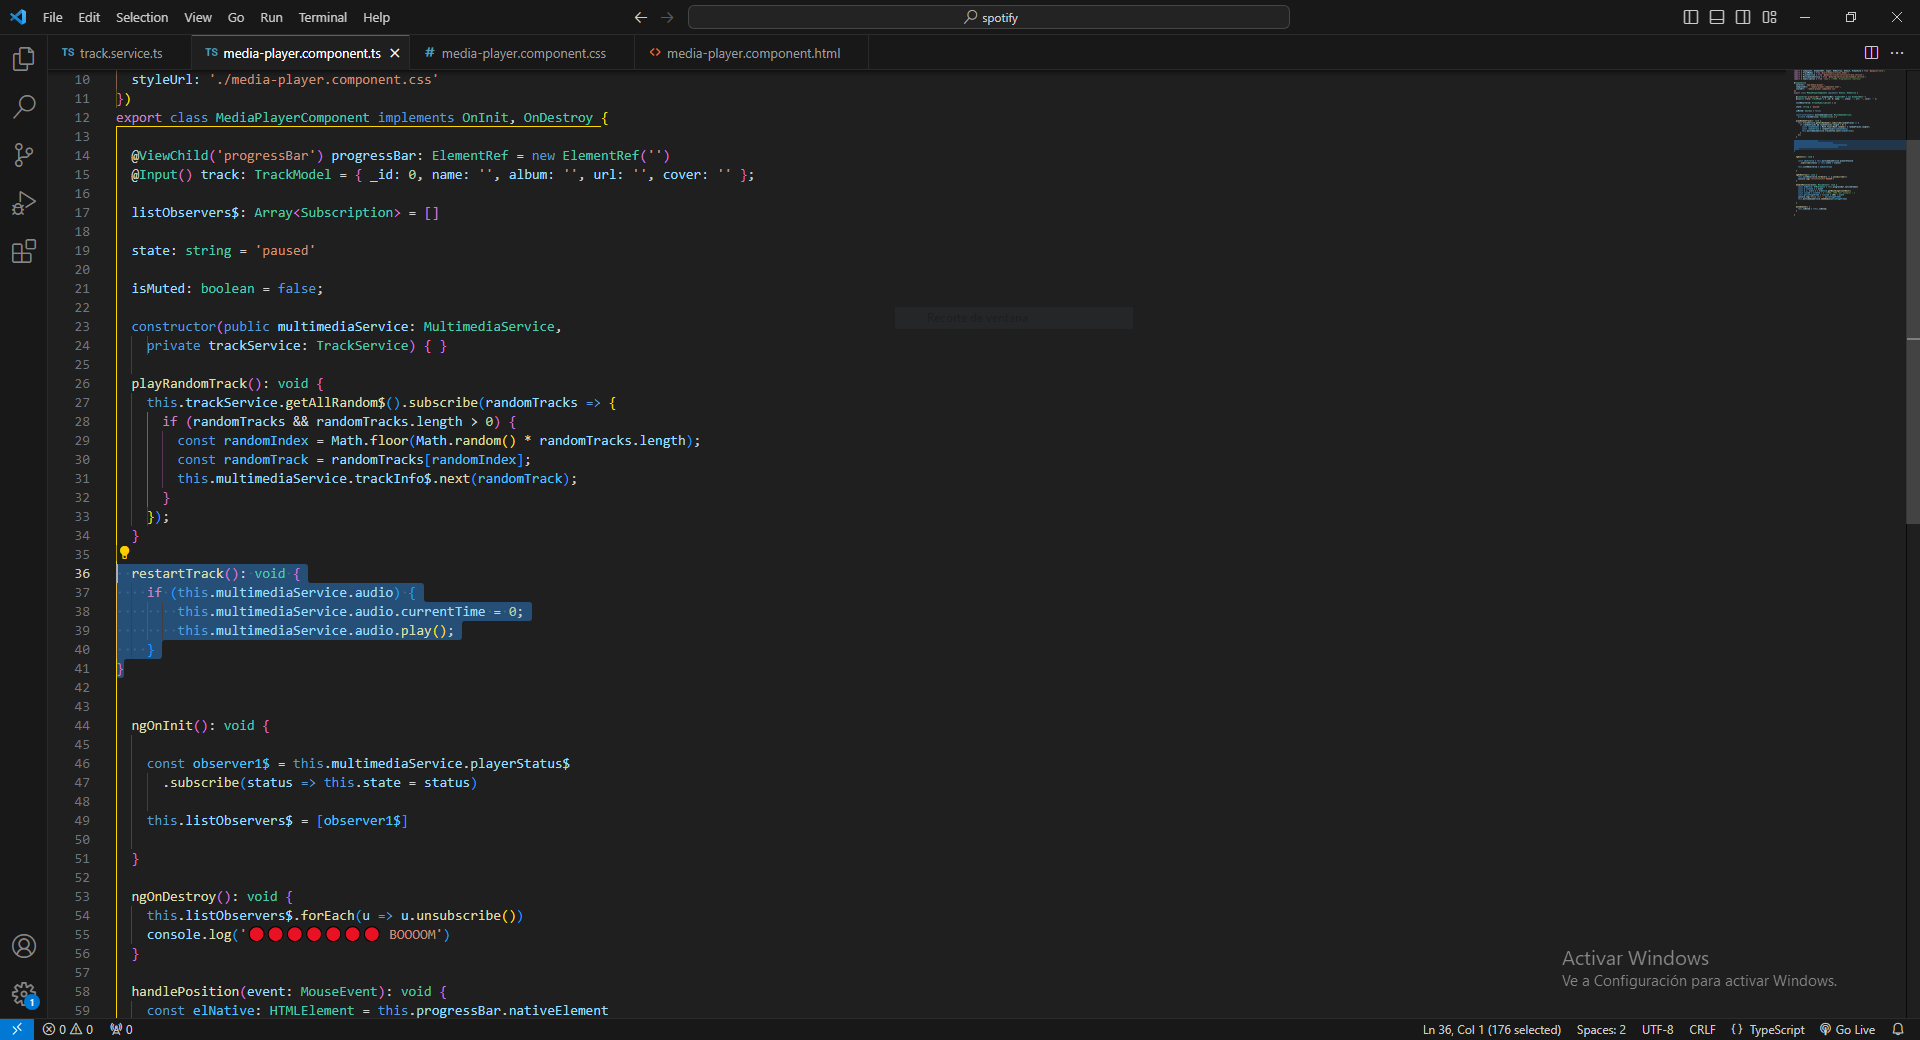 File Edit Selection View Go Run Terminal Help
spotify
TS track.service.ts
TS media-player.component.ts
# media-player.component.css
<> media-player.component.html
10 styleUrl: './media-player.component.css'
11 })
12 export class MediaPlayerComponent implements OnInit, OnDestroy {
13
14 @ViewChild('progressBar') progressBar: ElementRef = new ElementRef('')
15 @Input() track: TrackModel = { _id: 0, name: '', album: '', url: '', cover: '' };
16
17 listObservers$: Array<Subscription> = []
18
19 state: string = 'paused'
20
21 isMuted: boolean = false;
22
23 constructor(public multimediaService: MultimediaService,
24 private trackService: TrackService) { }
25
26 playRandomTrack(): void {
27 this.trackService.getAllRandom$().subscribe(randomTracks => {
28 if (randomTracks && randomTracks.length > 0) {
29 const randomIndex = Math.floor(Math.random() * randomTracks.length);
30 const randomTrack = randomTracks[randomIndex];
31 this.multimediaService.trackInfo$.next(randomTrack);
32 }
33 });
34 }
35
36 restartTrack(): void {
37 if (this.multimediaService.audio) {
38 this.multimediaService.audio.currentTime = 0;
39 this.multimediaService.audio.play();
40 }
41 }
42
43
44 ngOnInit(): void {
45
46 const observer1$ = this.multimediaService.playerStatus$
47 .subscribe(status => this.state = status)
48
49 this.listObservers$ = [observer1$]
50
51 }
52
53 ngOnDestroy(): void {
54 this.listObservers$.forEach(u => u.unsubscribe())
55 console.log('🔴🔴🔴🔴🔴🔴🔴 BOOOOM')
56 }
57
58 handlePosition(event: MouseEvent): void {
59 const elNative: HTMLElement = this.progressBar.nativeElement
Activar Windows
Ve a Configuración para activar Windows.
1
0 0 0
Ln 36, Col 1 (176 selected) Spaces: 2 UTF-8 CRLF {} TypeScript Go Live